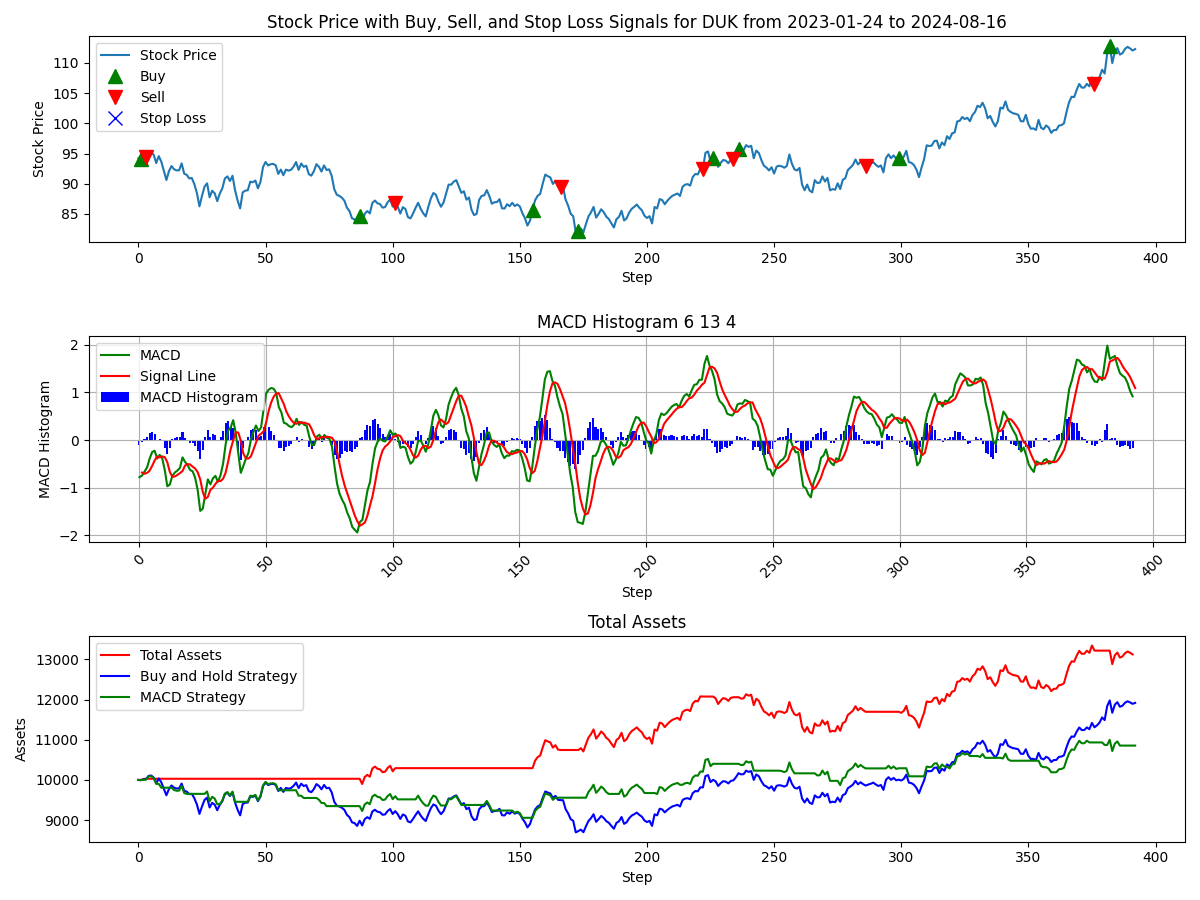 Stock Price with Buy, Sell, and Stop Loss Signals for DUK from 2023-01-24 to 2024-08-16
Stock Price
Buy
Sell
Stop Loss
Stock Price
110
105
100
95
90
85
0 50 100 150 200 250 300 350 400
Step
MACD Histogram 6 13 4
MACD
Signal Line
MACD Histogram
MACD Histogram
2
1
0
−1
−2
0 50 100 150 200 250 300 350 400
Step
Total Assets
Total Assets
Buy and Hold Strategy
MACD Strategy
Assets
13000
12000
11000
10000
9000
0 50 100 150 200 250 300 350 400
Step